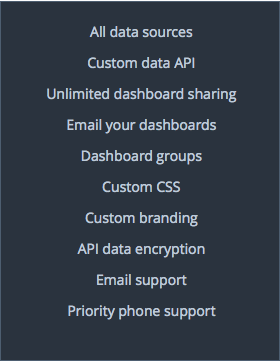 All data sources
Custom data API
Unlimited dashboard sharing
Email your dashboards
Dashboard groups
Custom CSS
Custom branding
API data encryption
Email support
Priority phone support